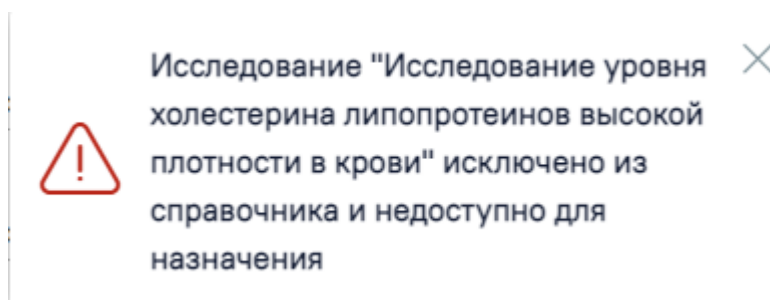 Исследование "Исследование уровня
холестерина липопротеинов высокой
плотности в крови" исключено из
справочника и недоступно для
назначения